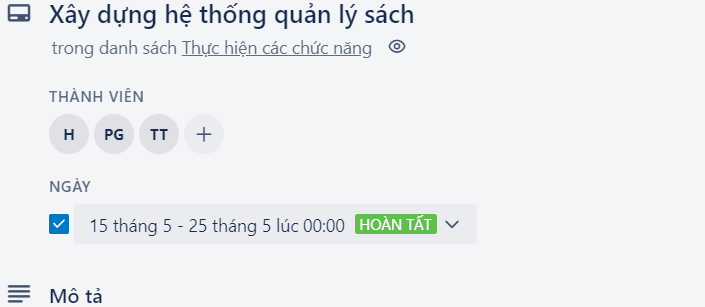 Xây dựng hệ thống quản lý sách
trong danh sách Thực hiện các chức năng
THÀNH VIÊN
H PG TT +
NGÀY
15 tháng 5 - 25 tháng 5 lúc 00:00 HOÀN TẤT
Mô tả